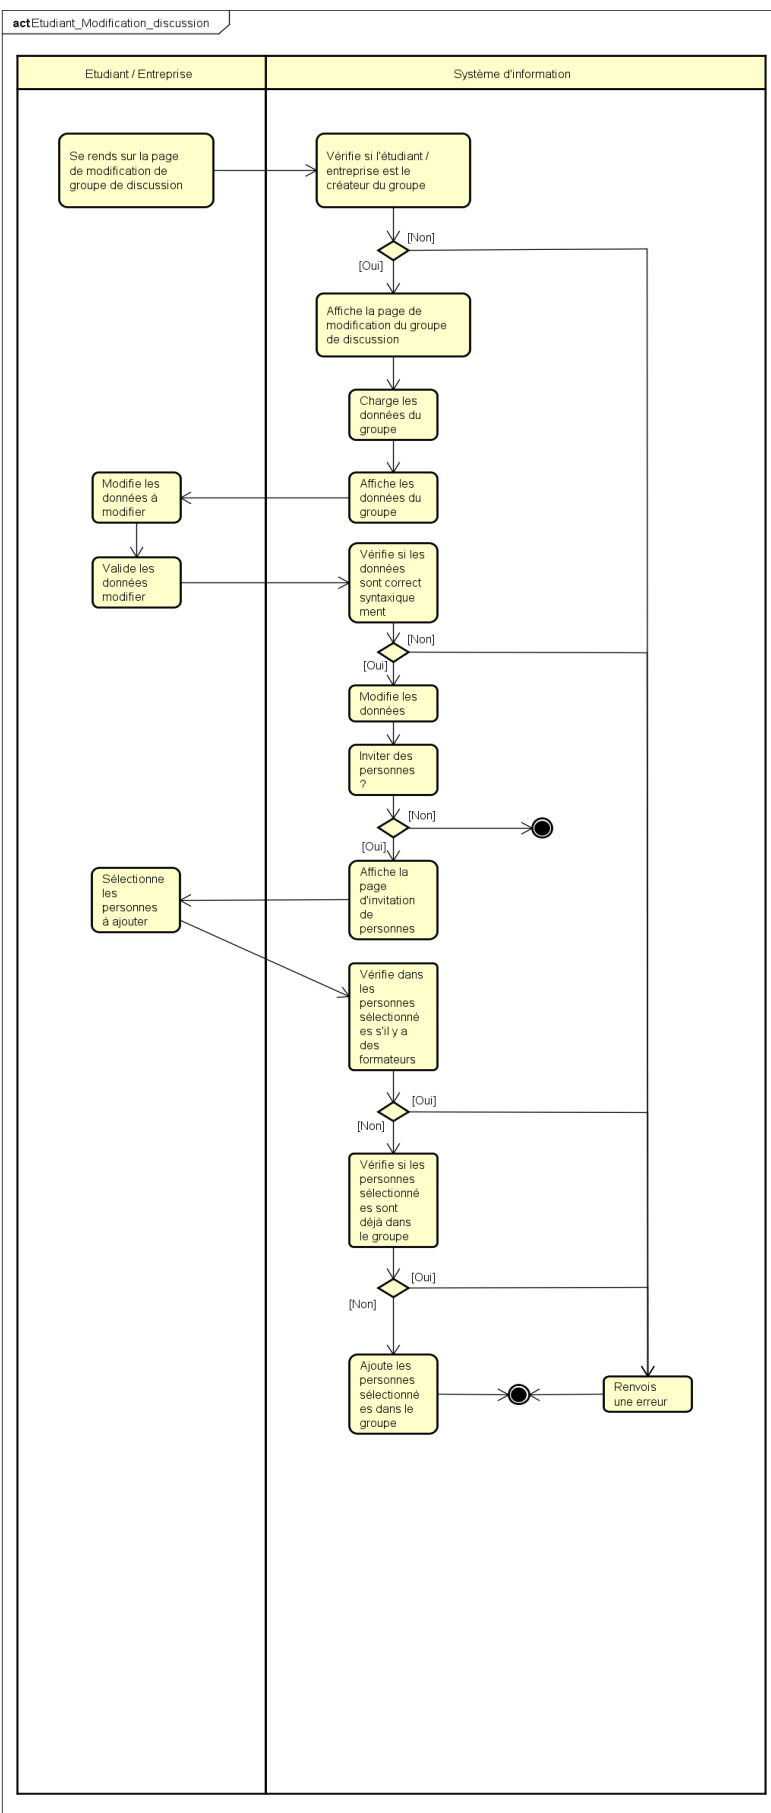 act Etudiant_Modification_discussion
Etudiant / Entreprise
Système d'information
Se rends sur la page
de modification de
groupe de discussion
Vérifie si l'étudiant /
entreprise est le
créateur du groupe
[Non]
[Oui]
Affiche la page de
modification du groupe
de discussion
Charge les
données du
groupe
Affiche les
données du
groupe
Modifie les
données à
modifier
Valide les
données
modifier
Vérifie si les
données
sont correct
syntaxique
ment
[Non]
[Oui]
Modifie les
données
Inviter des
personnes
?
[Non]
[Oui]
Affiche la
page
d'invitation
de
personnes
Sélectionne
les
personnes
à ajouter
Vérifie dans
les
personnes
sélectionné
es s'il y a
des
formateurs
[Oui]
[Non]
Vérifie si les
personnes
sélectionné
es sont
déjà dans
le groupe
[Oui]
[Non]
Ajoute les
personnes
sélectionné
es dans le
groupe
Renvois
une erreur